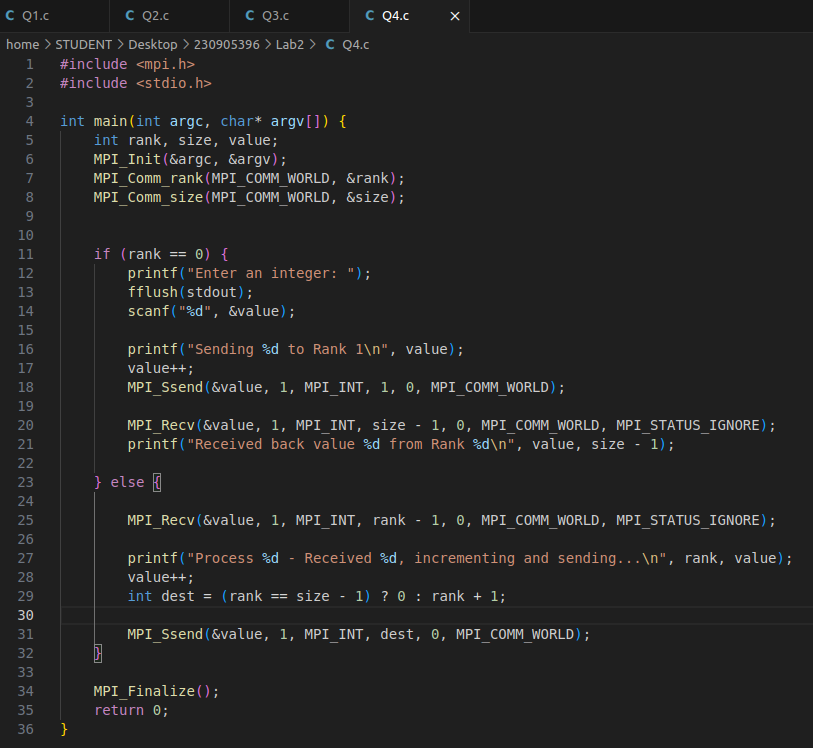 C Q1.c C Q2.c C Q3.c C Q4.c ×
home > STUDENT > Desktop > 230905396 > Lab2 > C Q4.c
1 #include <mpi.h>
2 #include <stdio.h>
3
4 int main(int argc, char* argv[]) {
5     int rank, size, value;
6     MPI_Init(&argc, &argv);
7     MPI_Comm_rank(MPI_COMM_WORLD, &rank);
8     MPI_Comm_size(MPI_COMM_WORLD, &size);
9
10
11     if (rank == 0) {
12         printf("Enter an integer: ");
13         fflush(stdout);
14         scanf("%d", &value);
15
16         printf("Sending %d to Rank 1\n", value);
17         value++;
18         MPI_Ssend(&value, 1, MPI_INT, 1, 0, MPI_COMM_WORLD);
19
20         MPI_Recv(&value, 1, MPI_INT, size - 1, 0, MPI_COMM_WORLD, MPI_STATUS_IGNORE);
21         printf("Received back value %d from Rank %d\n", value, size - 1);
22
23     } else {
24
25         MPI_Recv(&value, 1, MPI_INT, rank - 1, 0, MPI_COMM_WORLD, MPI_STATUS_IGNORE);
26
27         printf("Process %d - Received %d, incrementing and sending...\n", rank, value);
28         value++;
29         int dest = (rank == size - 1) ? 0 : rank + 1;
30
31         MPI_Ssend(&value, 1, MPI_INT, dest, 0, MPI_COMM_WORLD);
32     }
33
34     MPI_Finalize();
35     return 0;
36 }